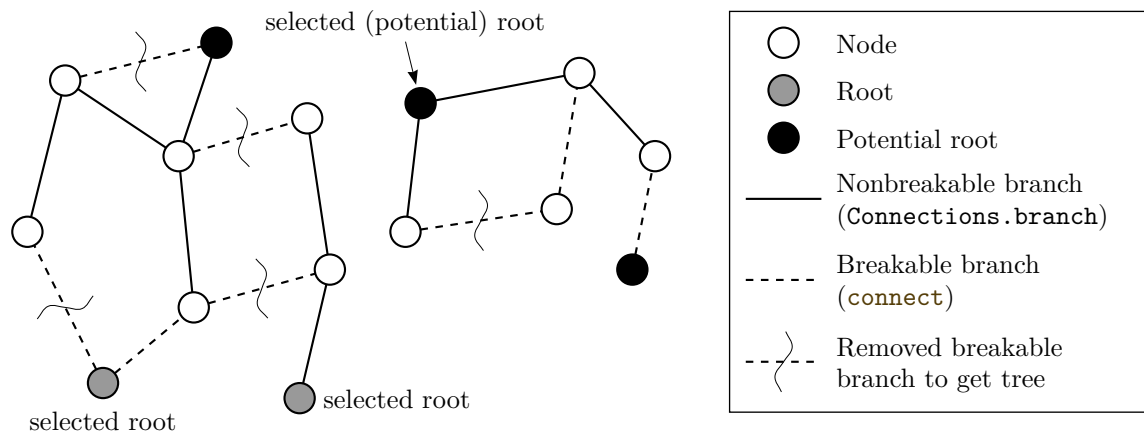 selected (potential) root
selected root
selected root
Node
Root
Potential root
Nonbreakable branch
(Connections.branch)
Breakable branch
(connect)
Removed breakable
branch to get tree